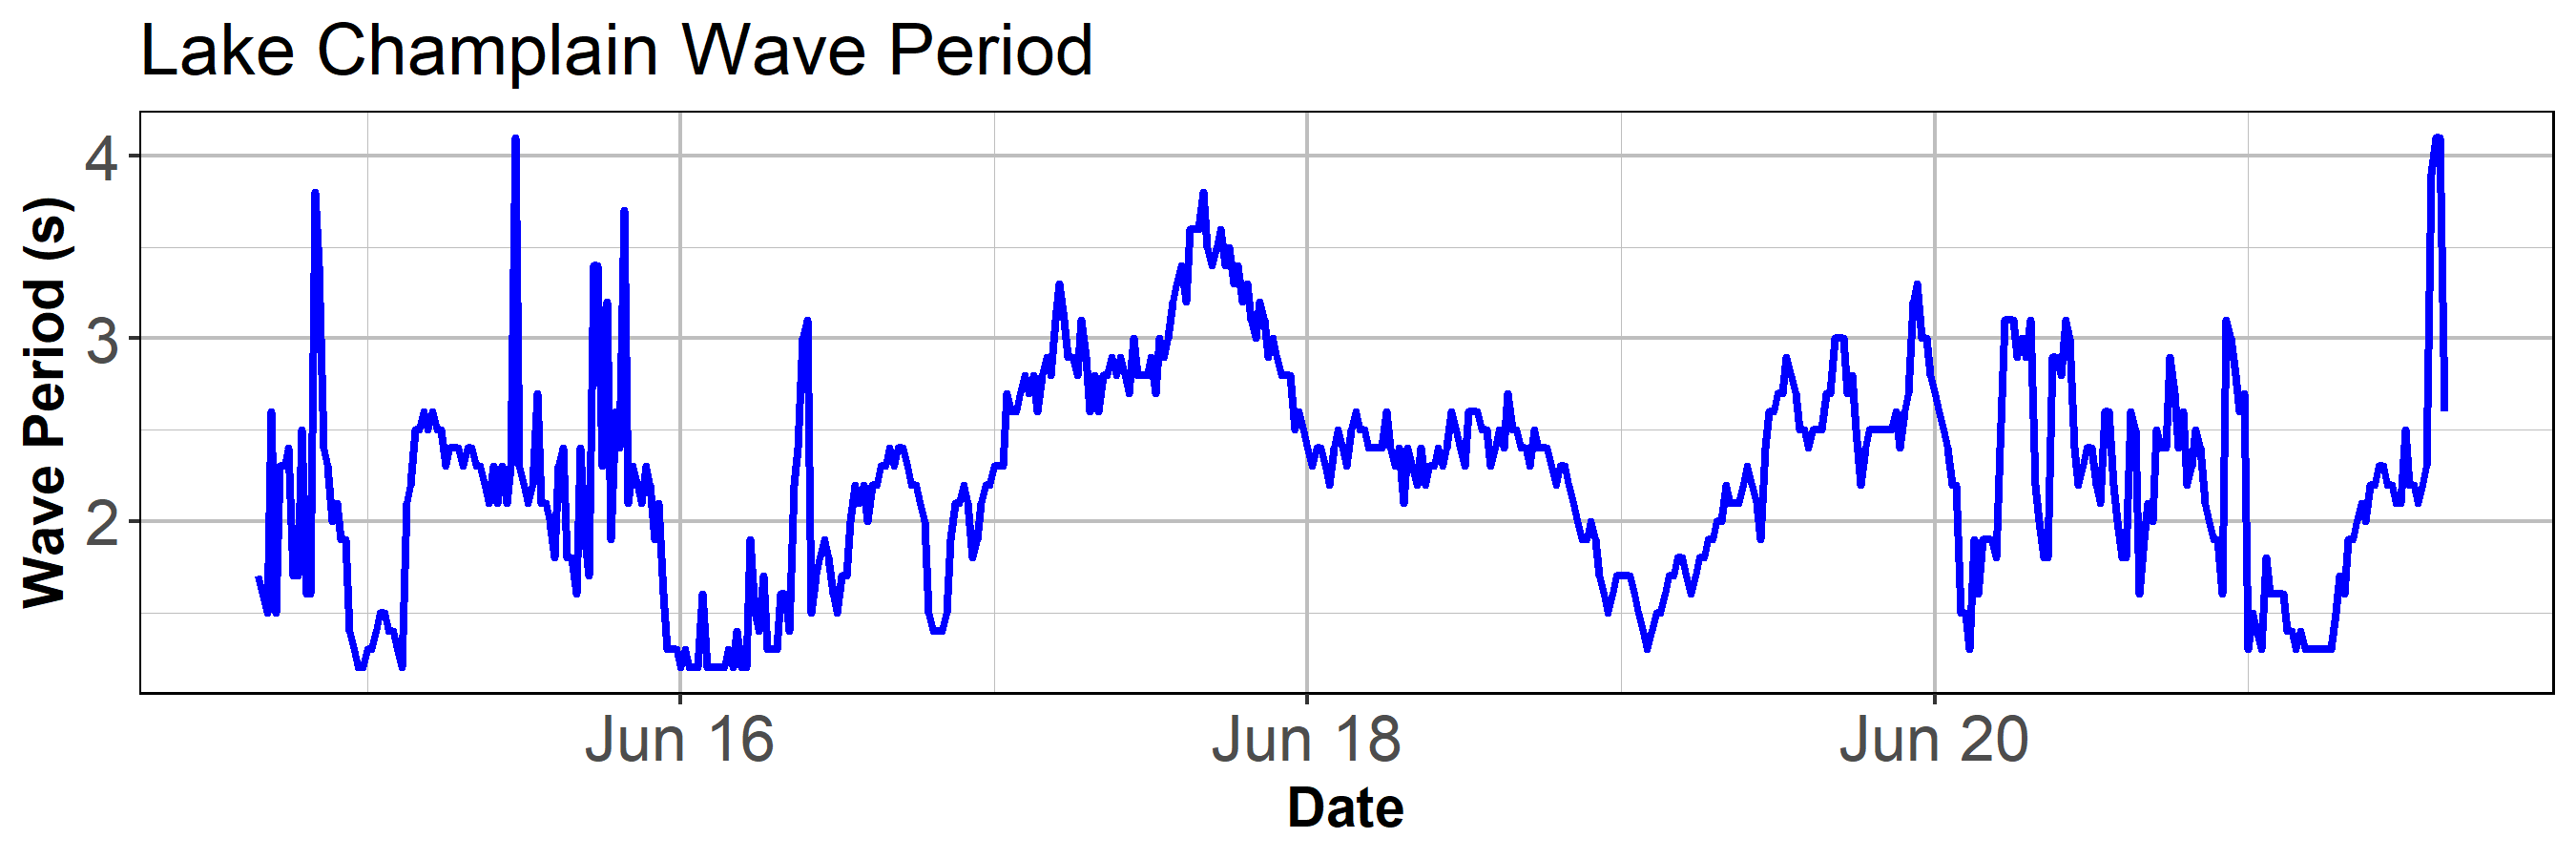 Lake Champlain Wave Period
Wave Period (s)
4
3
2
Jun 16 Jun 18 Jun 20
Date